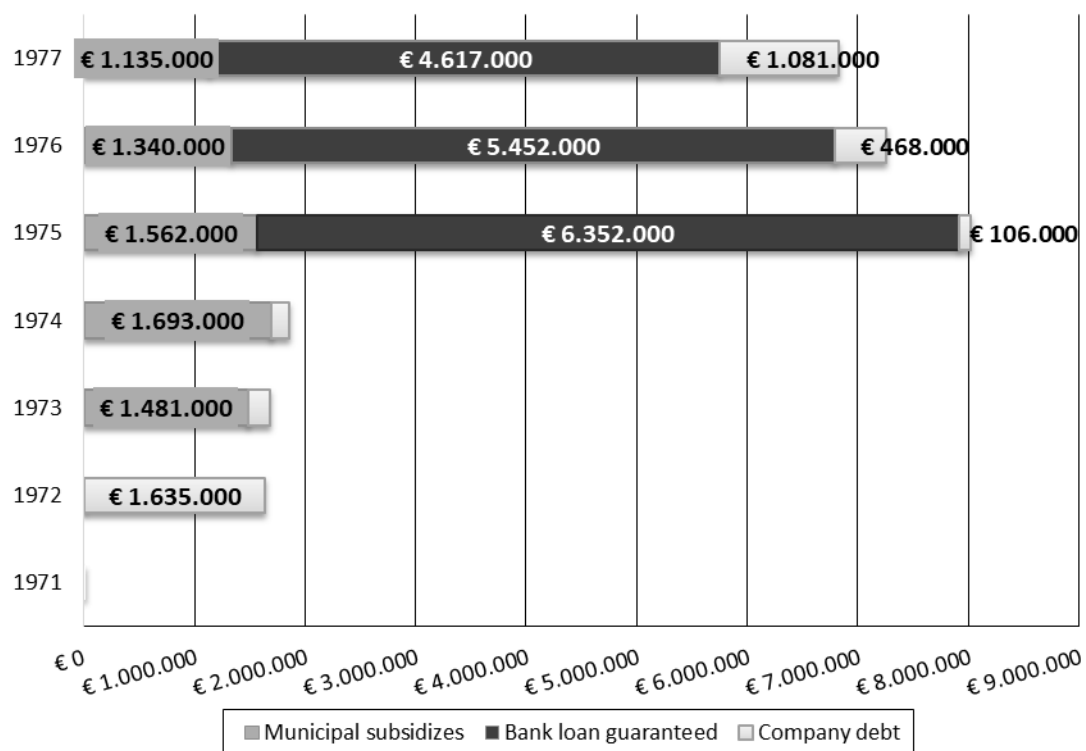 1977 € 1.135.000 € 4.617.000 € 1.081.000
1976 € 1.340.000 € 5.452.000 € 468.000
1975 € 1.562.000 € 6.352.000 € 106.000
1974 € 1.693.000
1973 € 1.481.000
1972 € 1.635.000
1971
€ 0 € 1.000.000 € 2.000.000 € 3.000.000 € 4.000.000 € 5.000.000 € 6.000.000 € 7.000.000 € 8.000.000 € 9.000.000
Municipal subsidizes Bank loan guaranteed Company debt